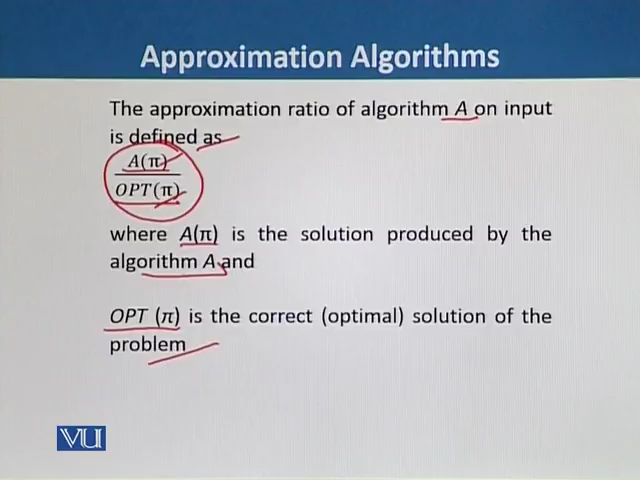 Approximation Algorithms
The approximation ratio of algorithm A on input
is defined as
A(π)
OPT(π)
where A(π) is the solution produced by the
algorithm A and
OPT (π) is the correct (optimal) solution of the
problem
VU